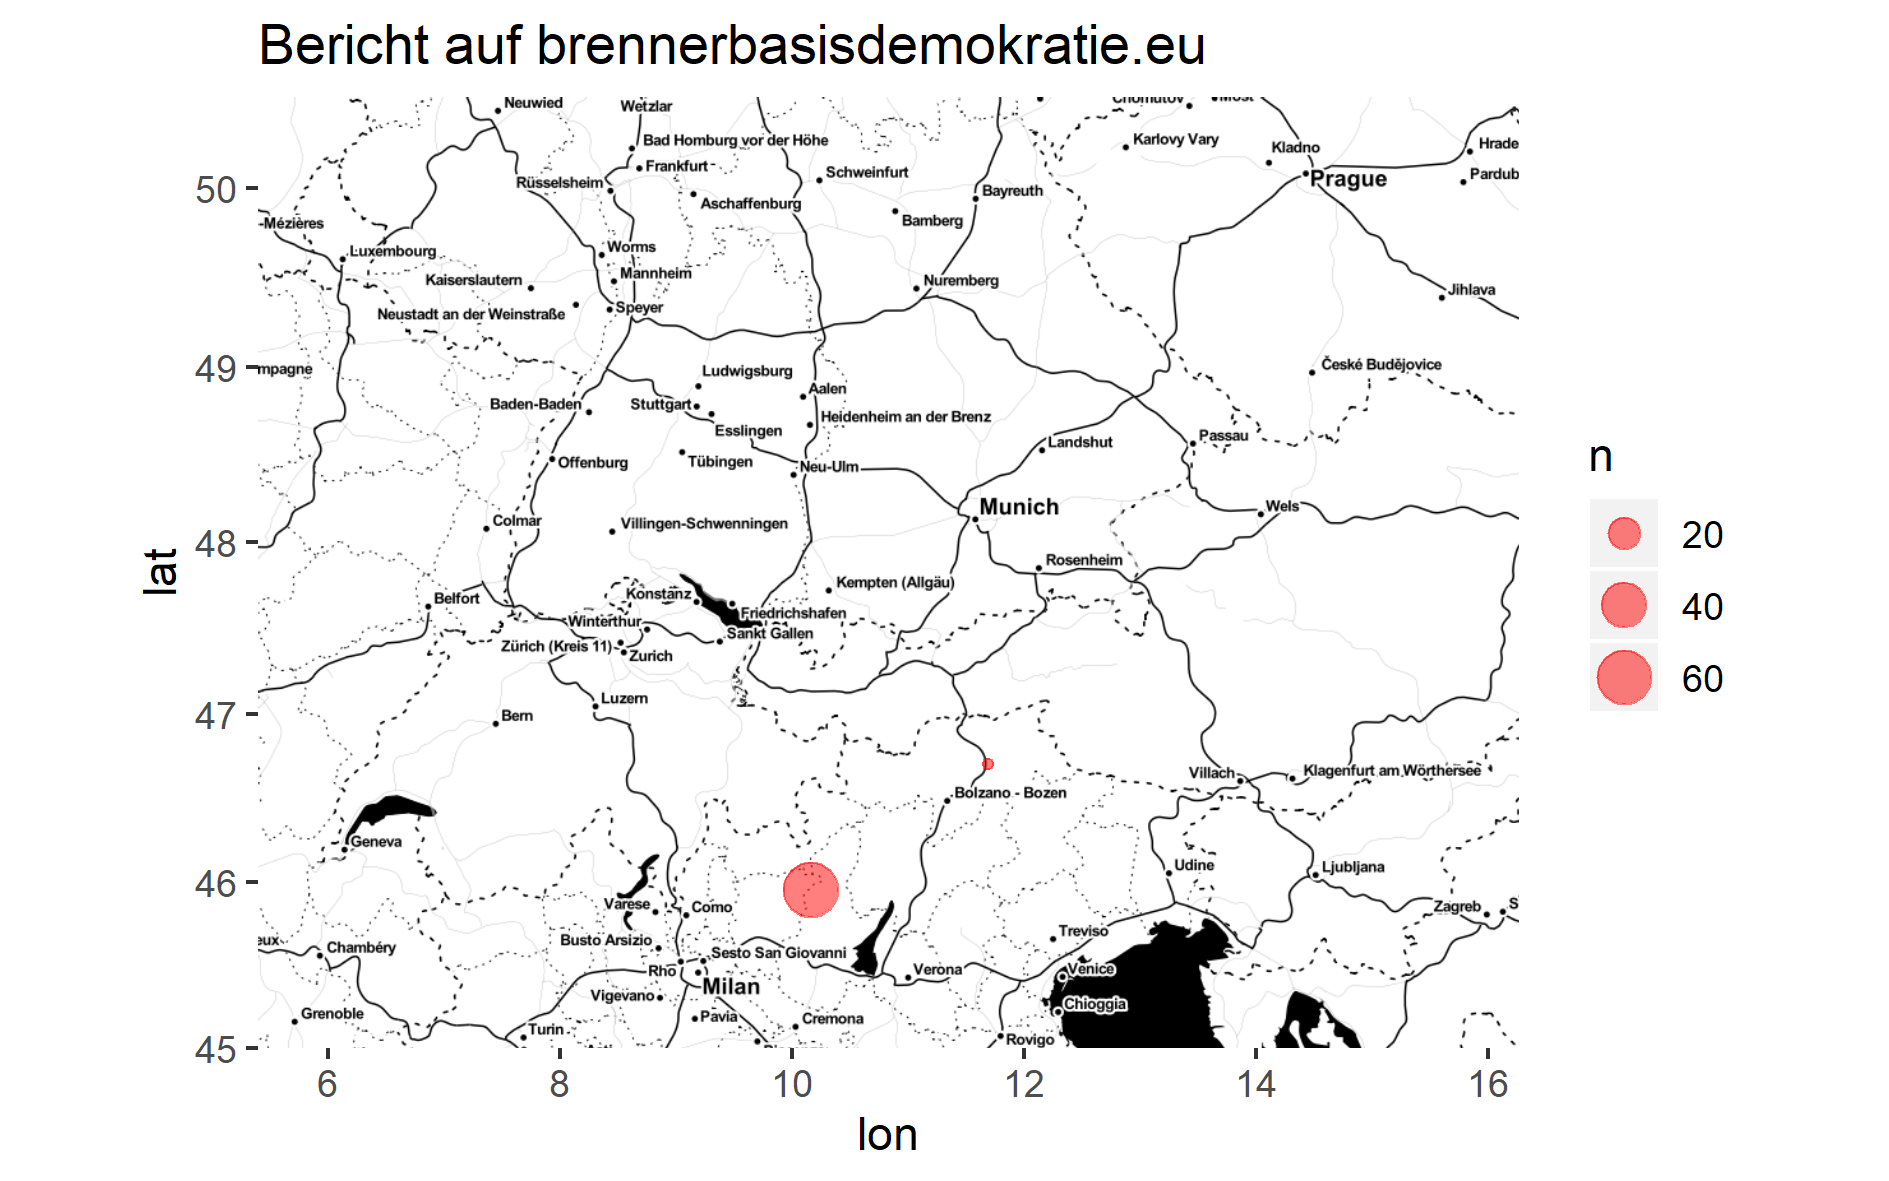 Bericht auf brennerbasisdemokratie.eu
Neuwied
Wetzlar
Chomutov
Most
Bad Homburg vor der Höhe
Karlovy Vary
Kladno
Hrade
Frankfurt
Schweinfurt
Prague
Pardub
Rüsselsheim
Bayreuth
50
Aschaffenburg
Bamberg
-Mézières
Luxembourg
Worms
Kaiserslautern
Mannheim
Nuremberg
Jihlava
Neustadt an der Weinstraße
Speyer
49
mpagne
Ludwigsburg
České Budějovice
Aalen
Baden-Baden
Stuttgart
Heidenheim an der Brenz
Esslingen
Landshut
Passau
Offenburg
Tübingen
Neu-Ulm
n
Munich
Wels
Colmar
Villingen-Schwenningen
20
48
lat
Rosenheim
Kempten (Allgäu)
Belfort
Konstanz
Friedrichshafen
40
Winterthur
Sankt Gallen
Zürich (Kreis 11)
Zurich
60
Luzern
47
Bern
Villach
Klagenfurt am Wörthersee
Bolzano - Bozen
Geneva
Udine
Ljubljana
46
Varese
Como
Zagreb
S
eux
Chambéry
Busto Arsizio
Sesto San Giovanni
Treviso
Rho
Milan
Verona
Venice
Vigevano
Chioggia
Grenoble
Pavia
Cremona
Turin
Rovigo
45
6
8
10
12
14
16
lon